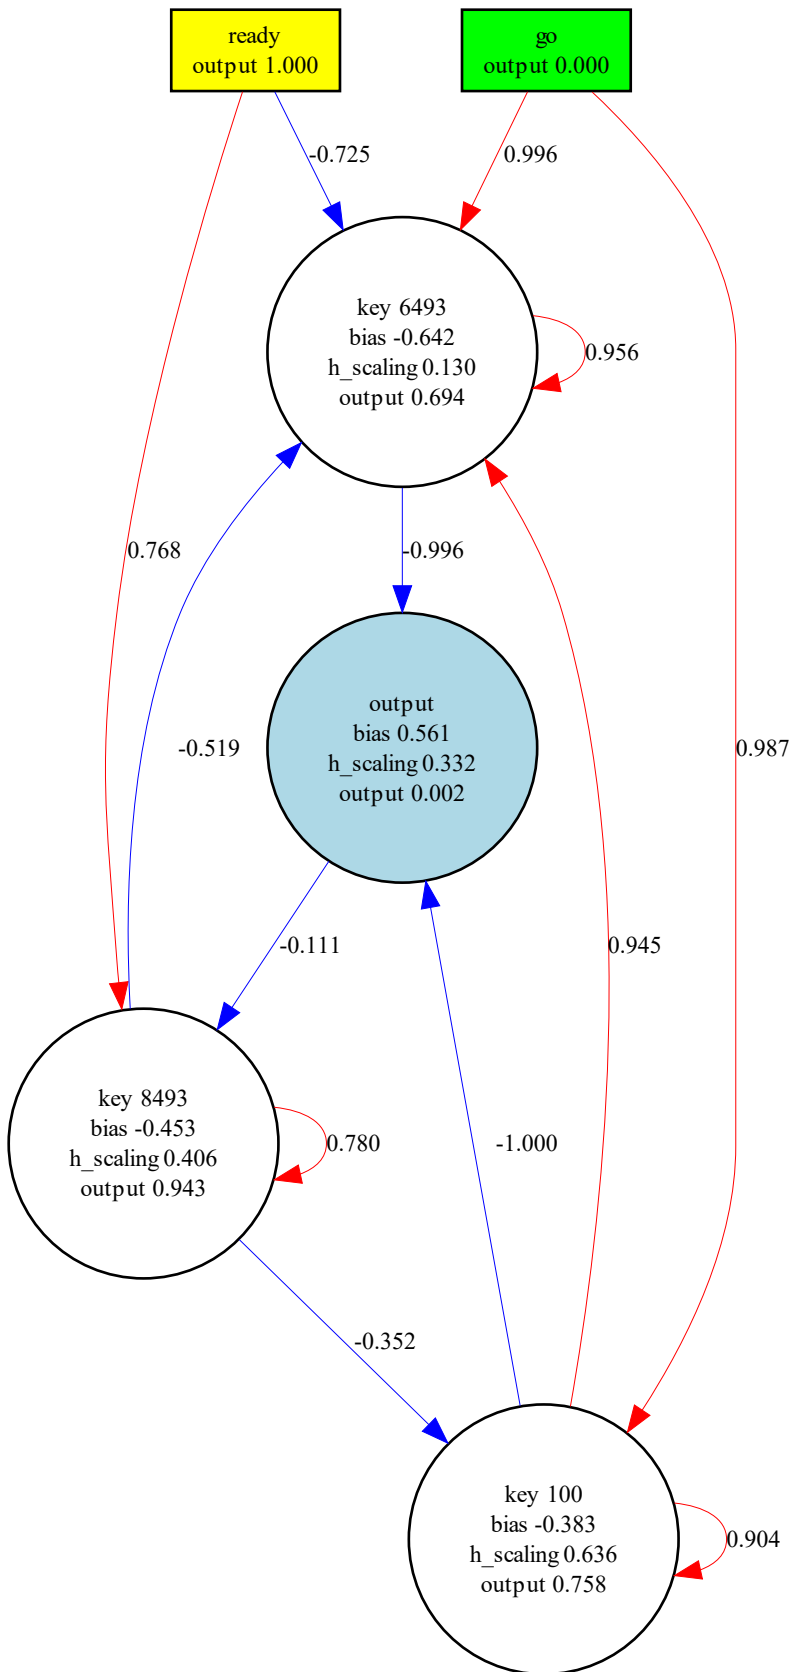 ready
output 1.000
go
output 0.000
-0.725
0.996
key 6493
bias -0.642
h_scaling 0.130
output 0.694
0.956
0.768
-0.996
output
bias 0.561
h_scaling 0.332
output 0.002
-0.519
0.987
-0.111
0.945
key 8493
bias -0.453
h_scaling 0.406
output 0.943
0.780
-1.000
-0.352
key 100
bias -0.383
h_scaling 0.636
output 0.758
0.904